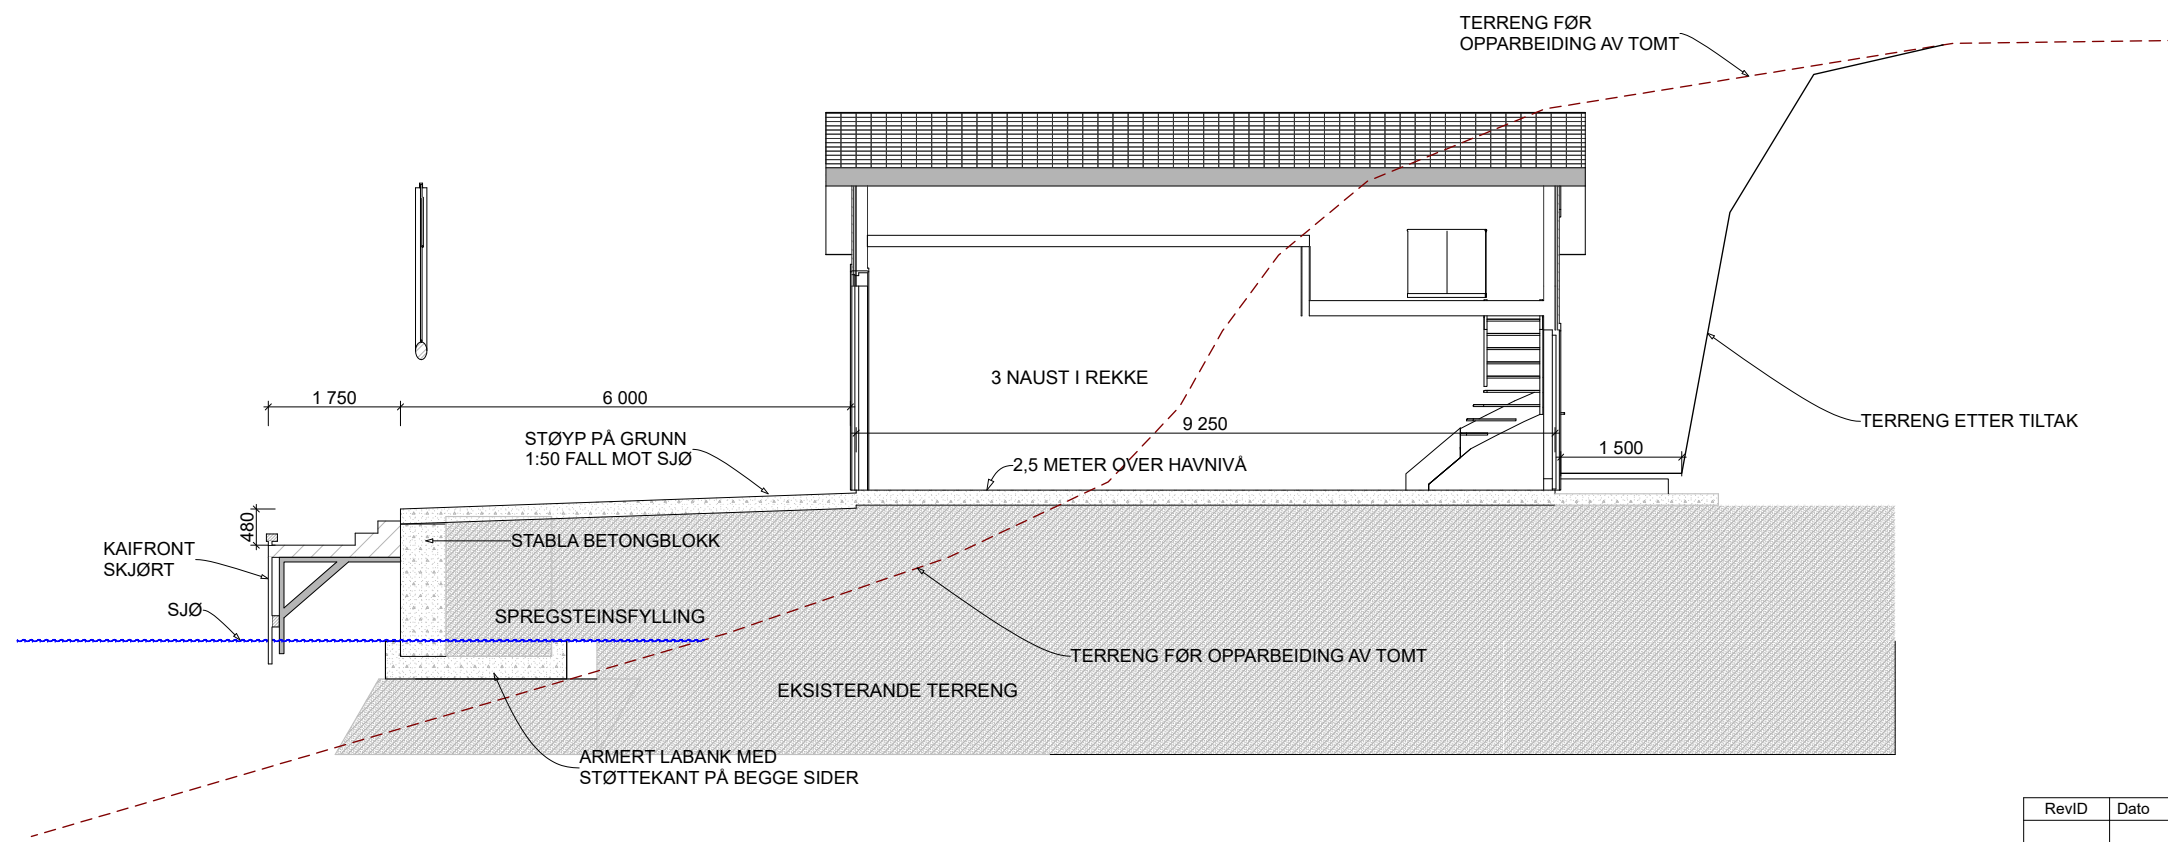 TERRENG FØR
OPPARBEIDING AV TOMT
3 NAUST I REKKE
1 750
6 000
9 250
TERRENG ETTER TILTAK
STØYP PÅ GRUNN
1:50 FALL MOT SJØ
1 500
2,5 METER OVER HAVNIVÅ
480
STABLA BETONGBLOKK
KAIFRONT
SKJØRT
SJØ
SPREGSTEINSFYLLING
TERRENG FØR OPPARBEIDING AV TOMT
EKSISTERANDE TERRENG
ARMERT LABANK MED
STØTTEKANT PÅ BEGGE SIDER
RevID Dato